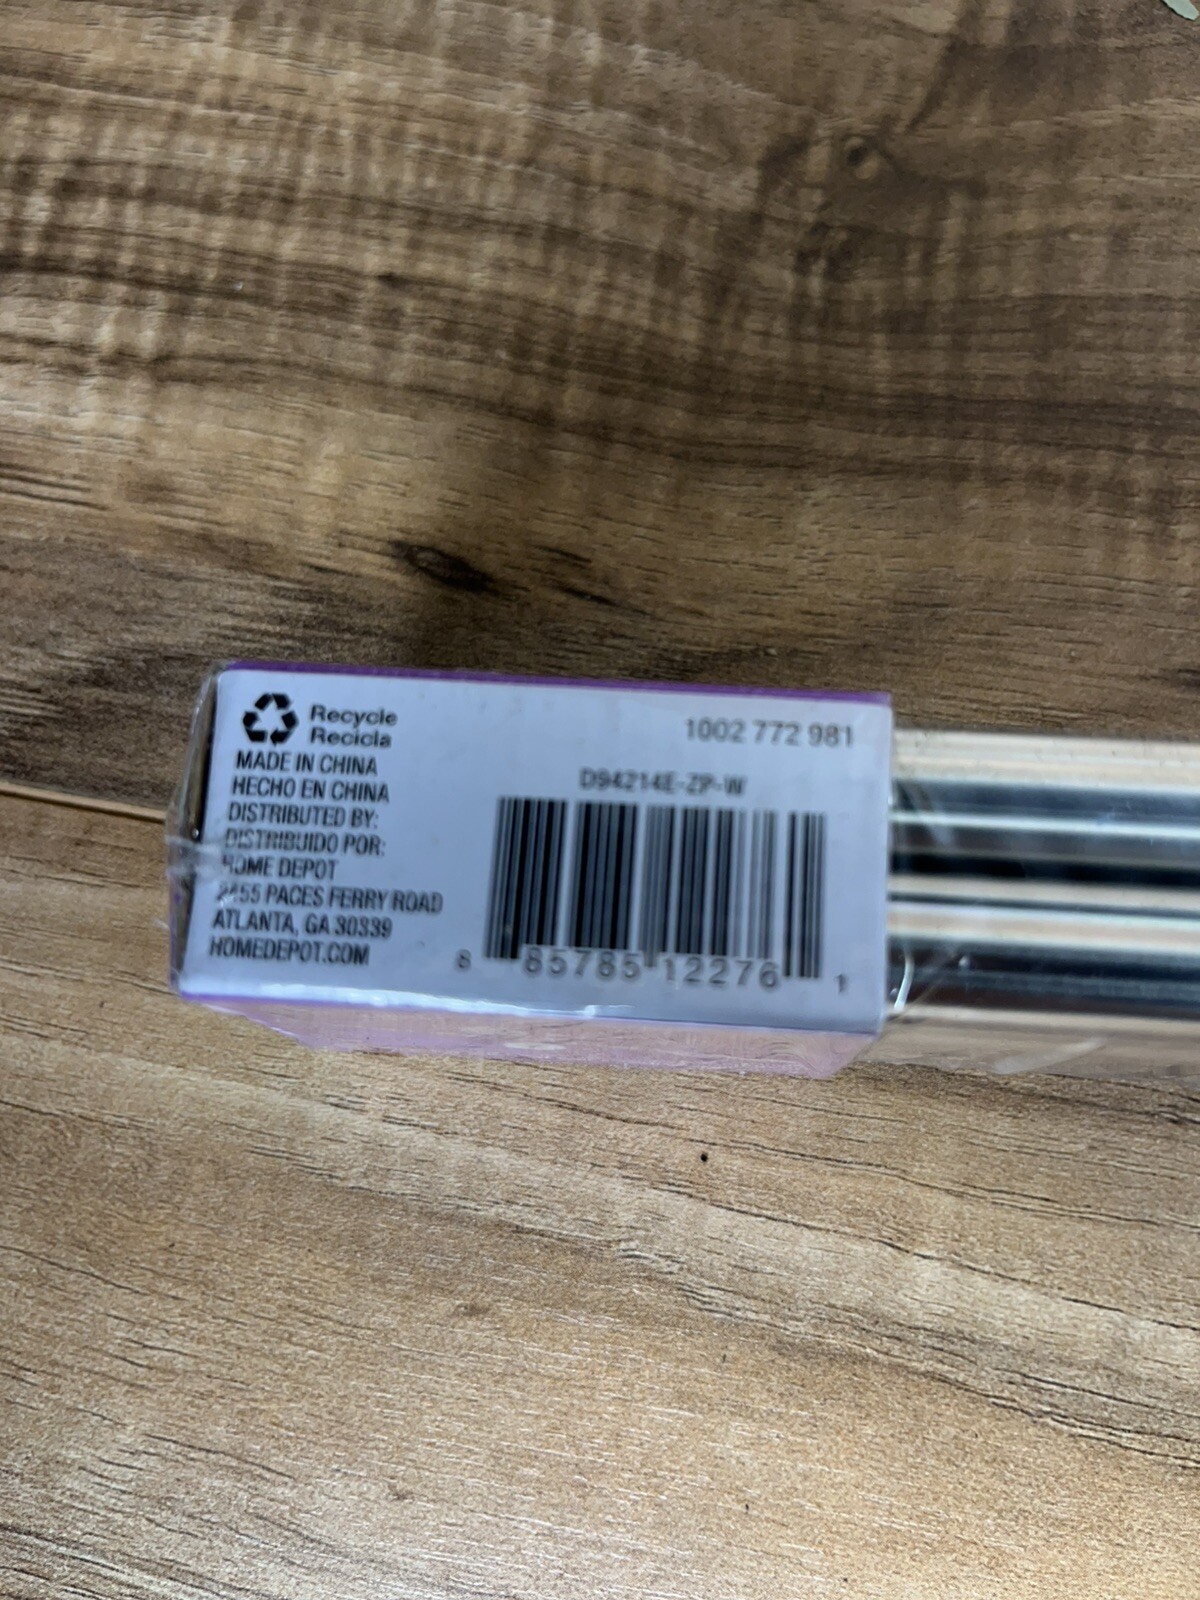 Recycle
Recicla
MADE IN CHINA
HECHO EN CHINA
DISTRIBUTED BY:
DISTRIBUIDO POR:
HOME DEPOT
2455 PACES FERRY ROAD
ATLANTA, GA 30339
HOMEDEPOT.COM
1002 772 981
D94214E-ZP-W
8 85785 12276 1